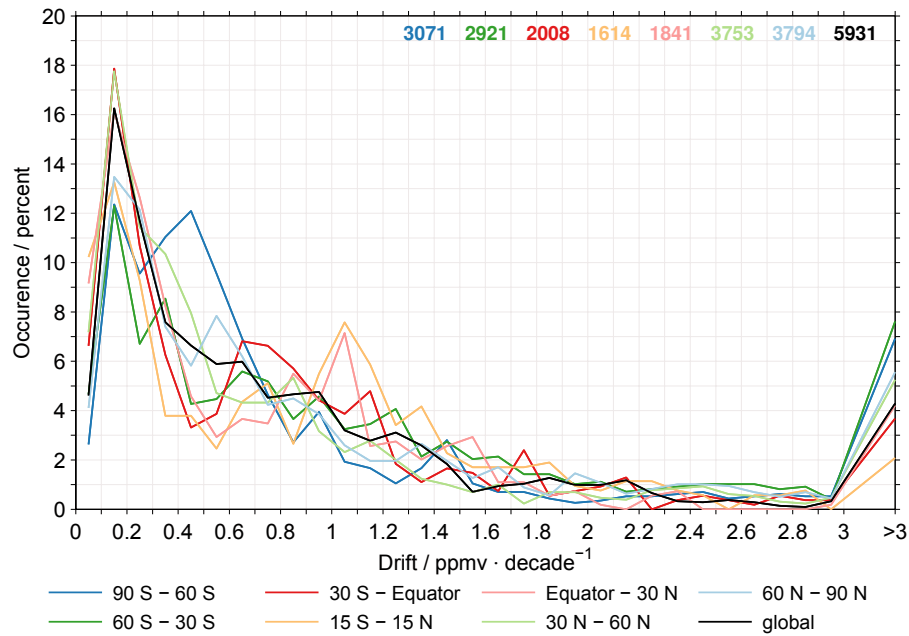 20
3071 2921 2008 1614 1841 3753 3794 5931
18
16
14
12
10
8
6
4
2
0
Occurence / percent
0 0.2 0.4 0.6 0.8 1 1.2 1.4 1.6 1.8 2 2.2 2.4 2.6 2.8 3 >3
Drift / ppmv · decade−1
90 S − 60 S 30 S − Equator Equator − 30 N 60 N − 90 N
60 S − 30 S 15 S − 15 N 30 N − 60 N global